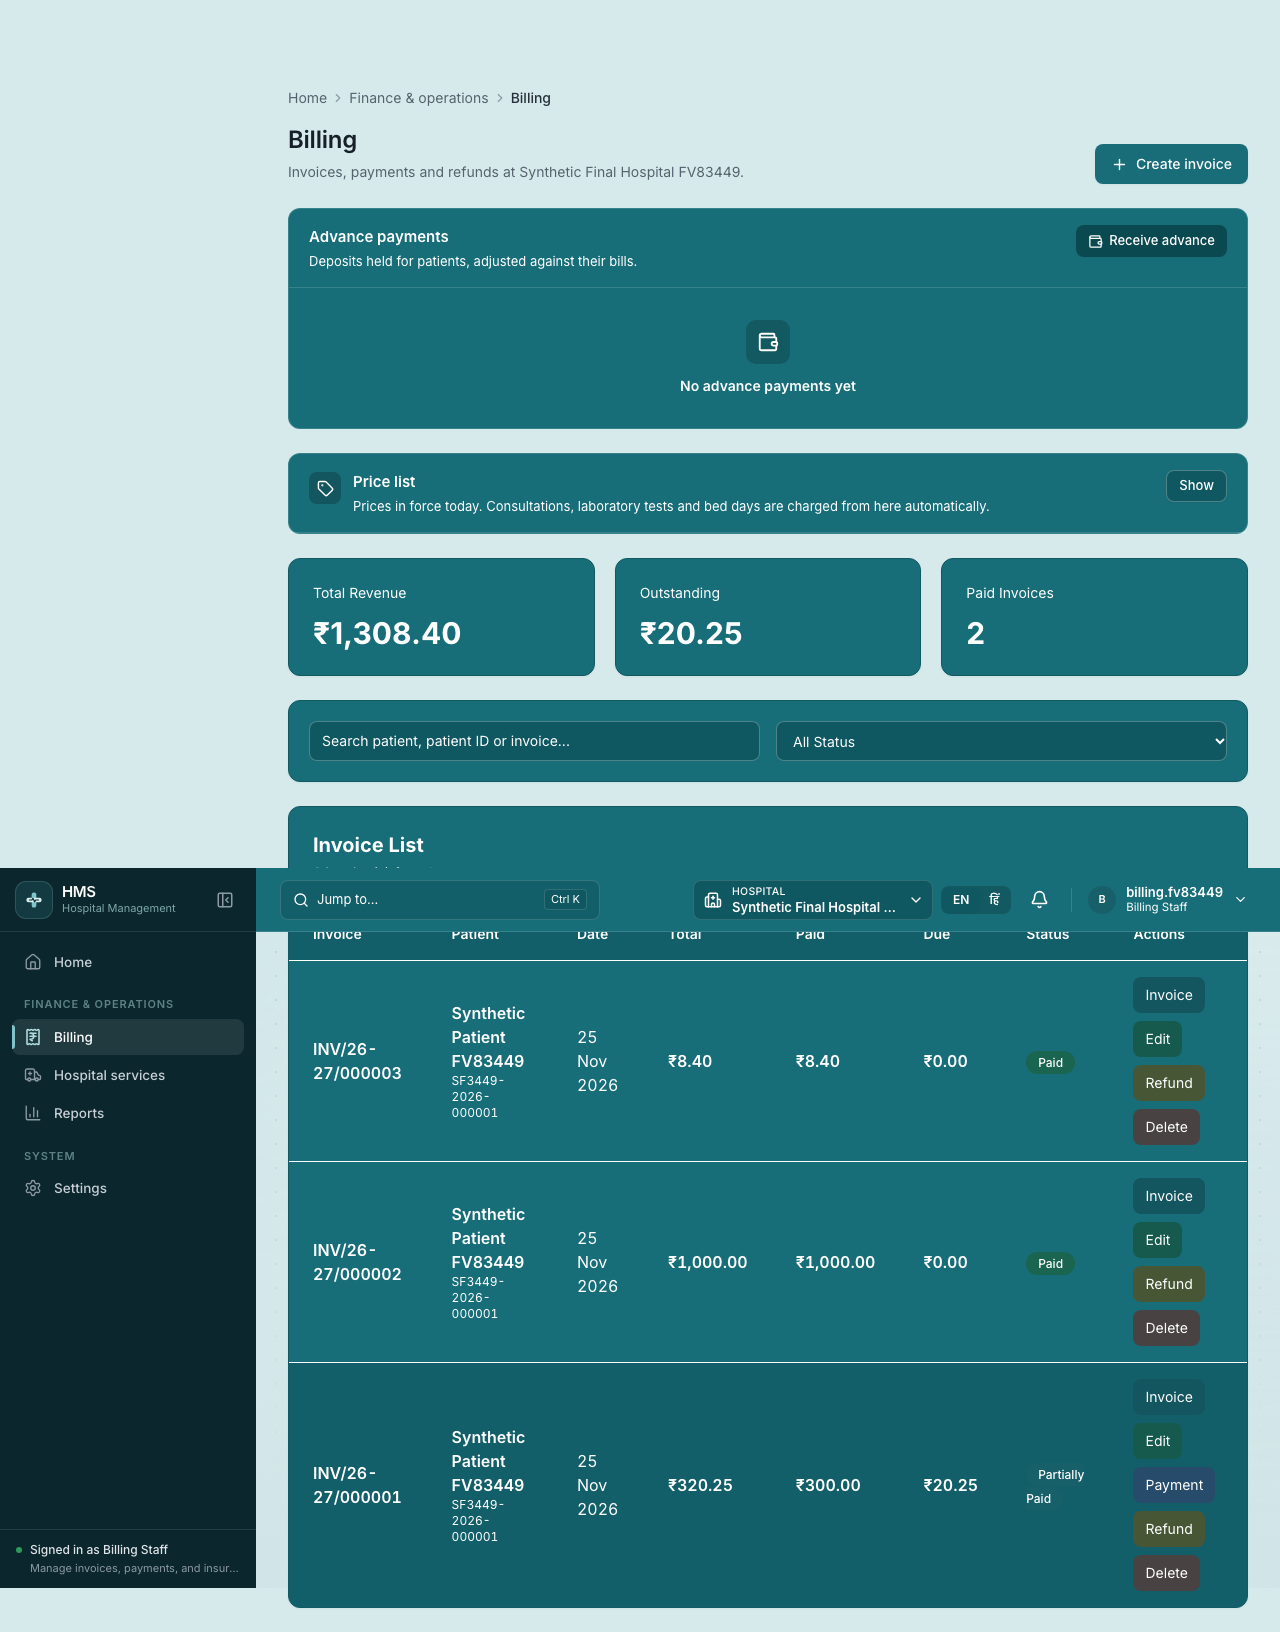 Home > Finance & operations > Billing
Billing
Invoices, payments and refunds at Synthetic Final Hospital FV83449.
Create invoice
Advance payments
Deposits held for patients, adjusted against their bills.
Receive advance
No advance payments yet
Price list
Prices in force today. Consultations, laboratory tests and bed days are charged from here automatically.
Show
Total Revenue
₹1,308.40
Outstanding
₹20.25
Paid Invoices
2
Search patient, patient ID or invoice...
All Status
Invoice List
HMS
Hospital Management
Jump to...
Ctrl K
HOSPITAL
Synthetic Final Hospital ...
EN
हिं
B
billing.fv83449
Billing Staff
Home
FINANCE & OPERATIONS
Billing
Hospital services
Reports
SYSTEM
Settings
Signed in as Billing Staff
Manage invoices, payments, and insur...
Invoice Patient Date Total Paid Due Status Actions
INV/26-
27/000003
Synthetic
Patient
FV83449
SF3449-
2026-
000001
25
Nov
2026
₹8.40
₹8.40
₹0.00
Paid
Invoice
Edit
Refund
Delete
INV/26-
27/000002
Synthetic
Patient
FV83449
SF3449-
2026-
000001
25
Nov
2026
₹1,000.00
₹1,000.00
₹0.00
Paid
Invoice
Edit
Refund
Delete
INV/26-
27/000001
Synthetic
Patient
FV83449
SF3449-
2026-
000001
25
Nov
2026
₹320.25
₹300.00
₹20.25
Partially
Paid
Invoice
Edit
Payment
Refund
Delete